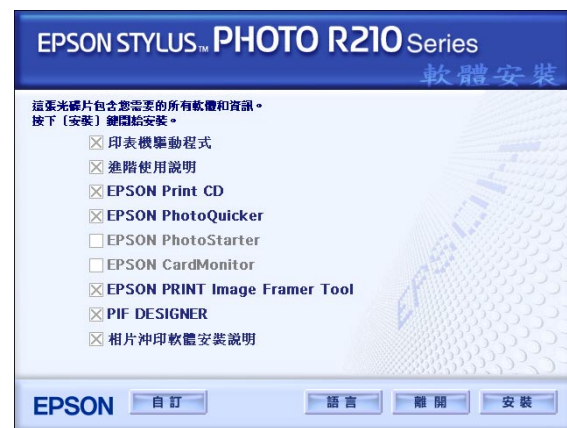 EPSON STYLUS™ PHOTO R210 Series
軟體安裝
這張光碟片包含您需要的所有軟體和資訊。
按下〔安裝〕鍵開始安裝。
印表機驅動程式
進階使用說明
EPSON Print CD
EPSON PhotoQuicker
EPSON PhotoStarter
EPSON CardMonitor
EPSON PRINT Image Framer Tool
PIF DESIGNER
相片沖印軟體安裝說明
EPSON
EPSON 自訂 語言 離開 安裝